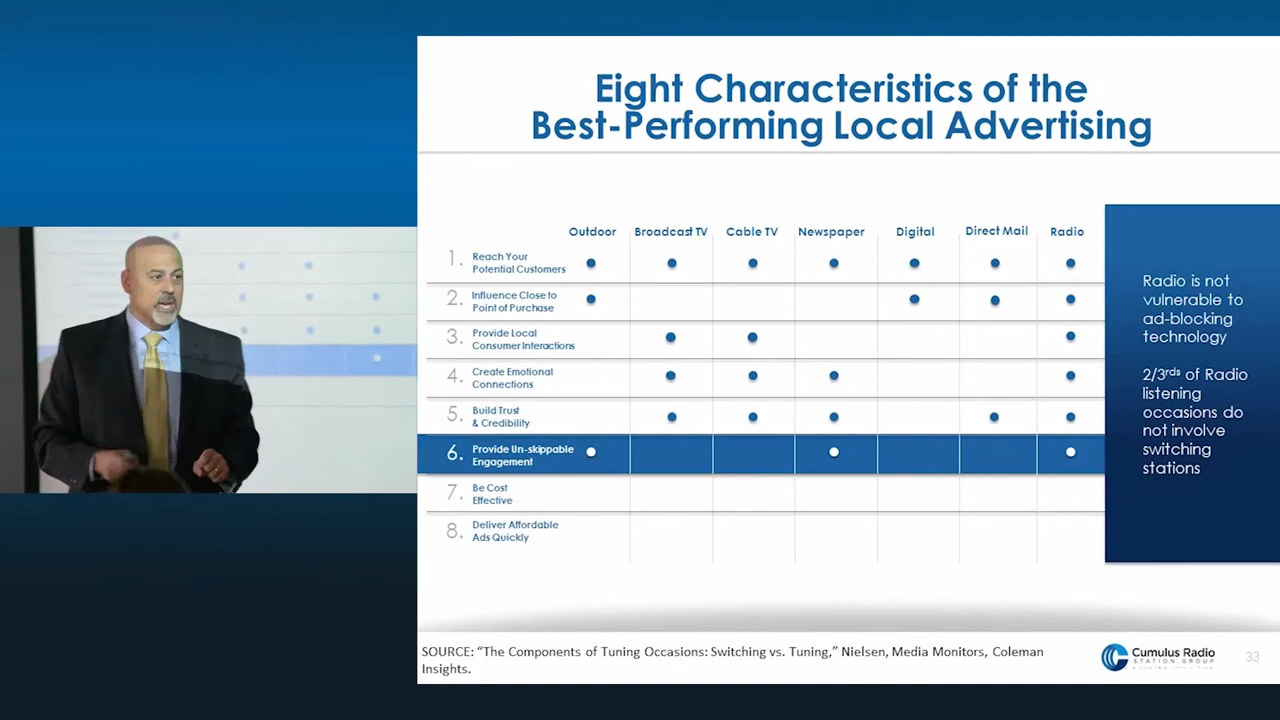 Eight Characteristics of the
Best-Performing Local Advertising
Outdoor Broadcast TV Cable TV Newspaper Digital Direct Mail Radio
1. Reach Your
Potential Customers
2. Influence Close to
Point of Purchase
3. Provide Local
Consumer Interactions
4. Create Emotional
Connections
5. Build Trust
& Credibility
6. Provide Un-skippable
Engagement
7. Be Cost
Effective
8. Deliver Affordable
Ads Quickly
Radio is not
vulnerable to
ad-blocking
technology
2/3rds of Radio
listening
occasions do
not involve
switching
stations
SOURCE: “The Components of Tuning Occasions: Switching vs. Tuning,” Nielsen, Media Monitors, Coleman
Insights.
Cumulus Radio
STATION GROUP
33